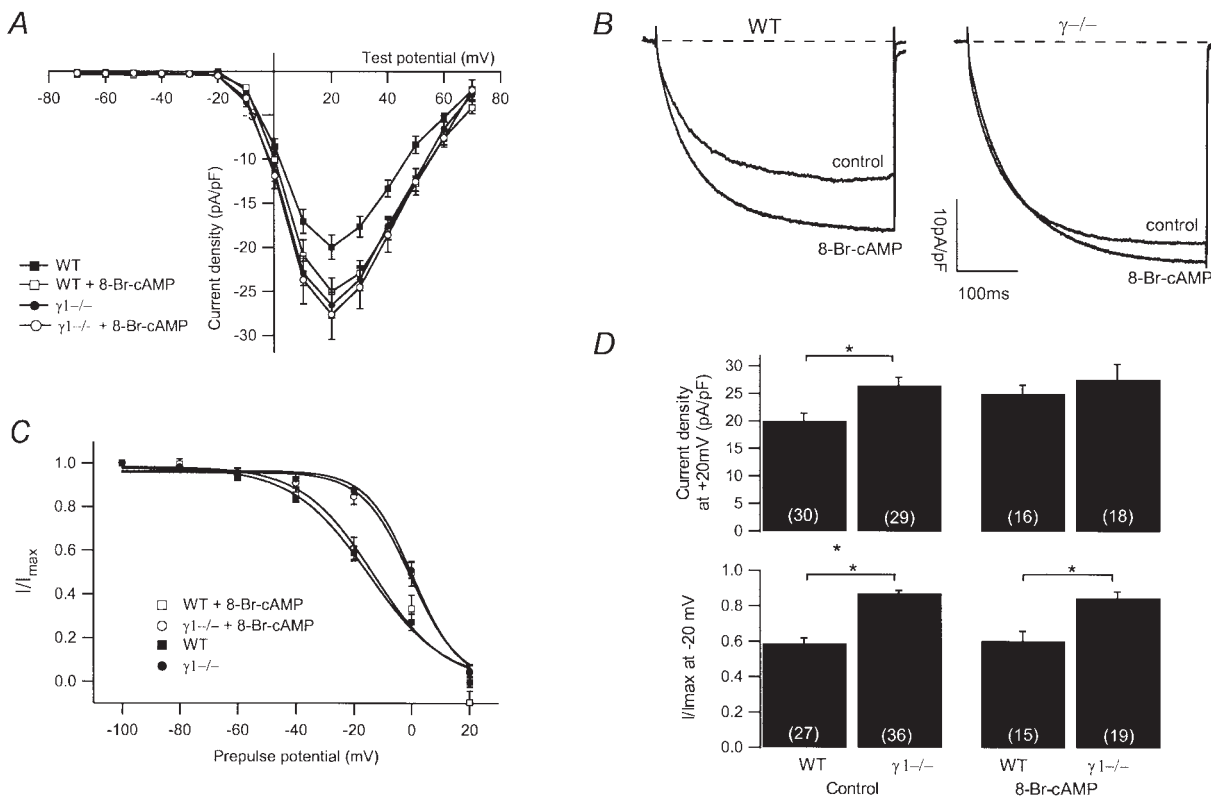 A
Test potential (mV)
-80 -60 -40 -20 20 40 60 80
-10
-15
-20
-25
-30
Current density (pA/pF)
WT
WT + 8-Br-cAMP
γ1−/−
γ1−/− + 8-Br-cAMP
B
WT
γ−/−
control
8-Br-cAMP
control
8-Br-cAMP
10pA/pF
100ms
C
1.0
0.8
0.6
0.4
0.2
0.0
I/Imax
WT + 8-Br-cAMP
γ1−/− + 8-Br-cAMP
WT
γ1−/−
-100 -80 -60 -40 -20 0 20
Prepulse potential (mV)
D
*
30
25
20
15
10
5
0
Current density
at +20mV (pA/pF)
(30) (29) (16) (18)
*
* *
1.0
0.8
0.6
0.4
0.2
0.0
I/Imax at -20 mV
(27) (36) (15) (19)
WT γ1−/− WT γ1−/−
Control 8-Br-cAMP